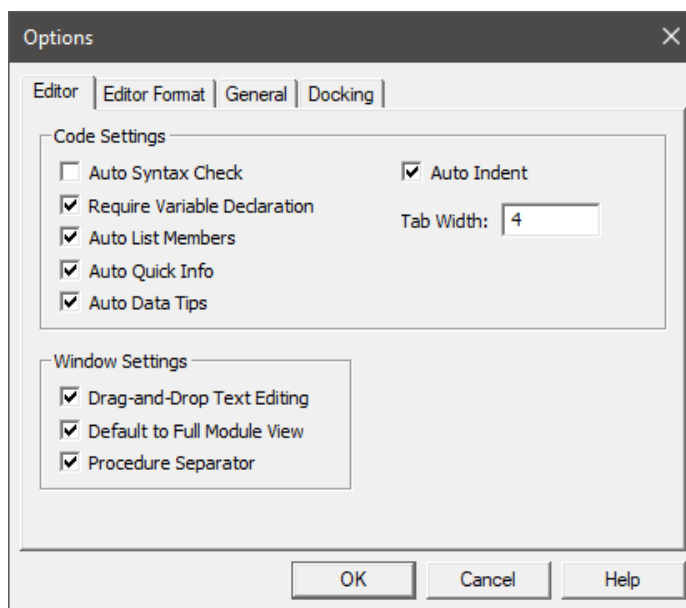 Options
Editor Editor Format General Docking
Code Settings
Auto Syntax Check
Require Variable Declaration
Auto List Members
Auto Quick Info
Auto Data Tips
Auto Indent
Tab Width: 4
Window Settings
Drag-and-Drop Text Editing
Default to Full Module View
Procedure Separator
OK Cancel Help